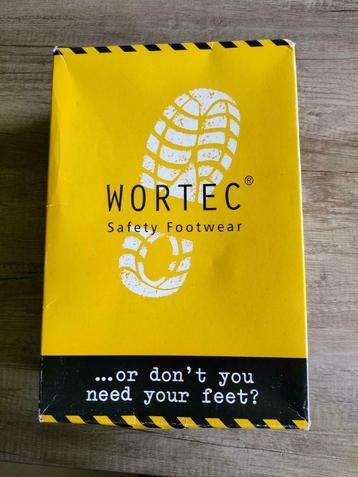 WORTEC®
Safety Footwear
...or don't you
need your feet?